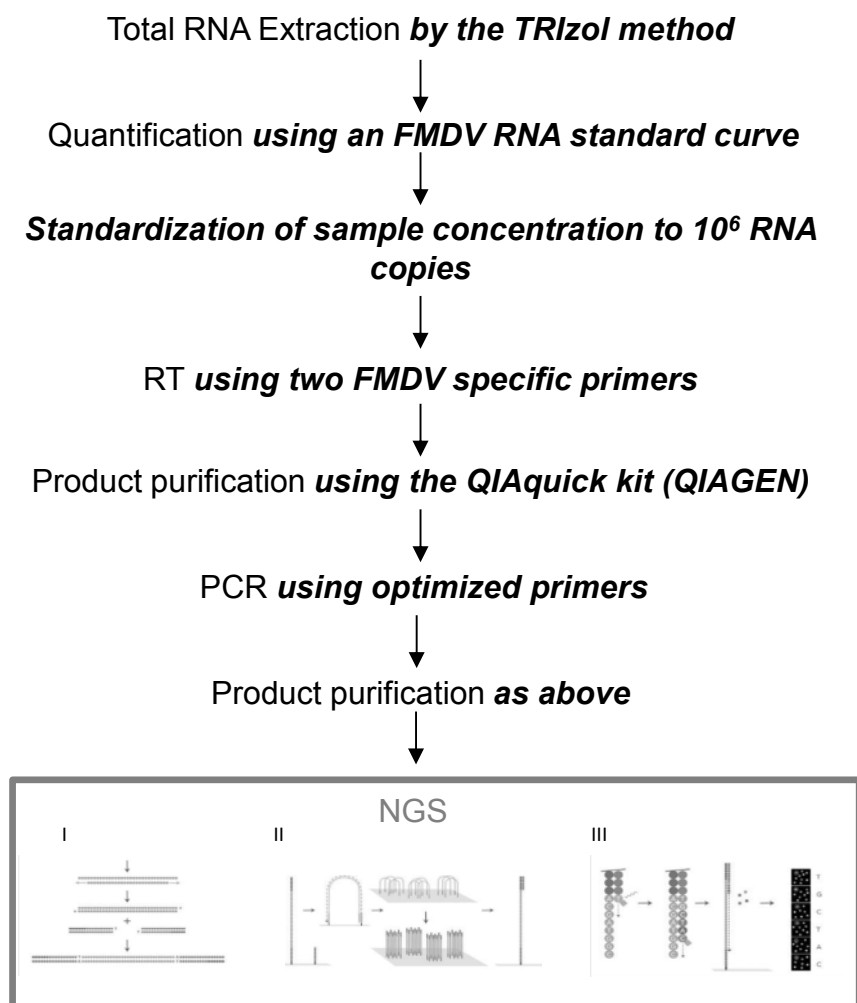 Total RNA Extraction by the TRIzol method
Quantification using an FMDV RNA standard curve
Standardization of sample concentration to 10⁶ RNA
copies
RT using two FMDV specific primers
Product purification using the QIAquick kit (QIAGEN)
PCR using optimized primers
Product purification as above
NGS
I
II
III
T
G
C
T
A
C